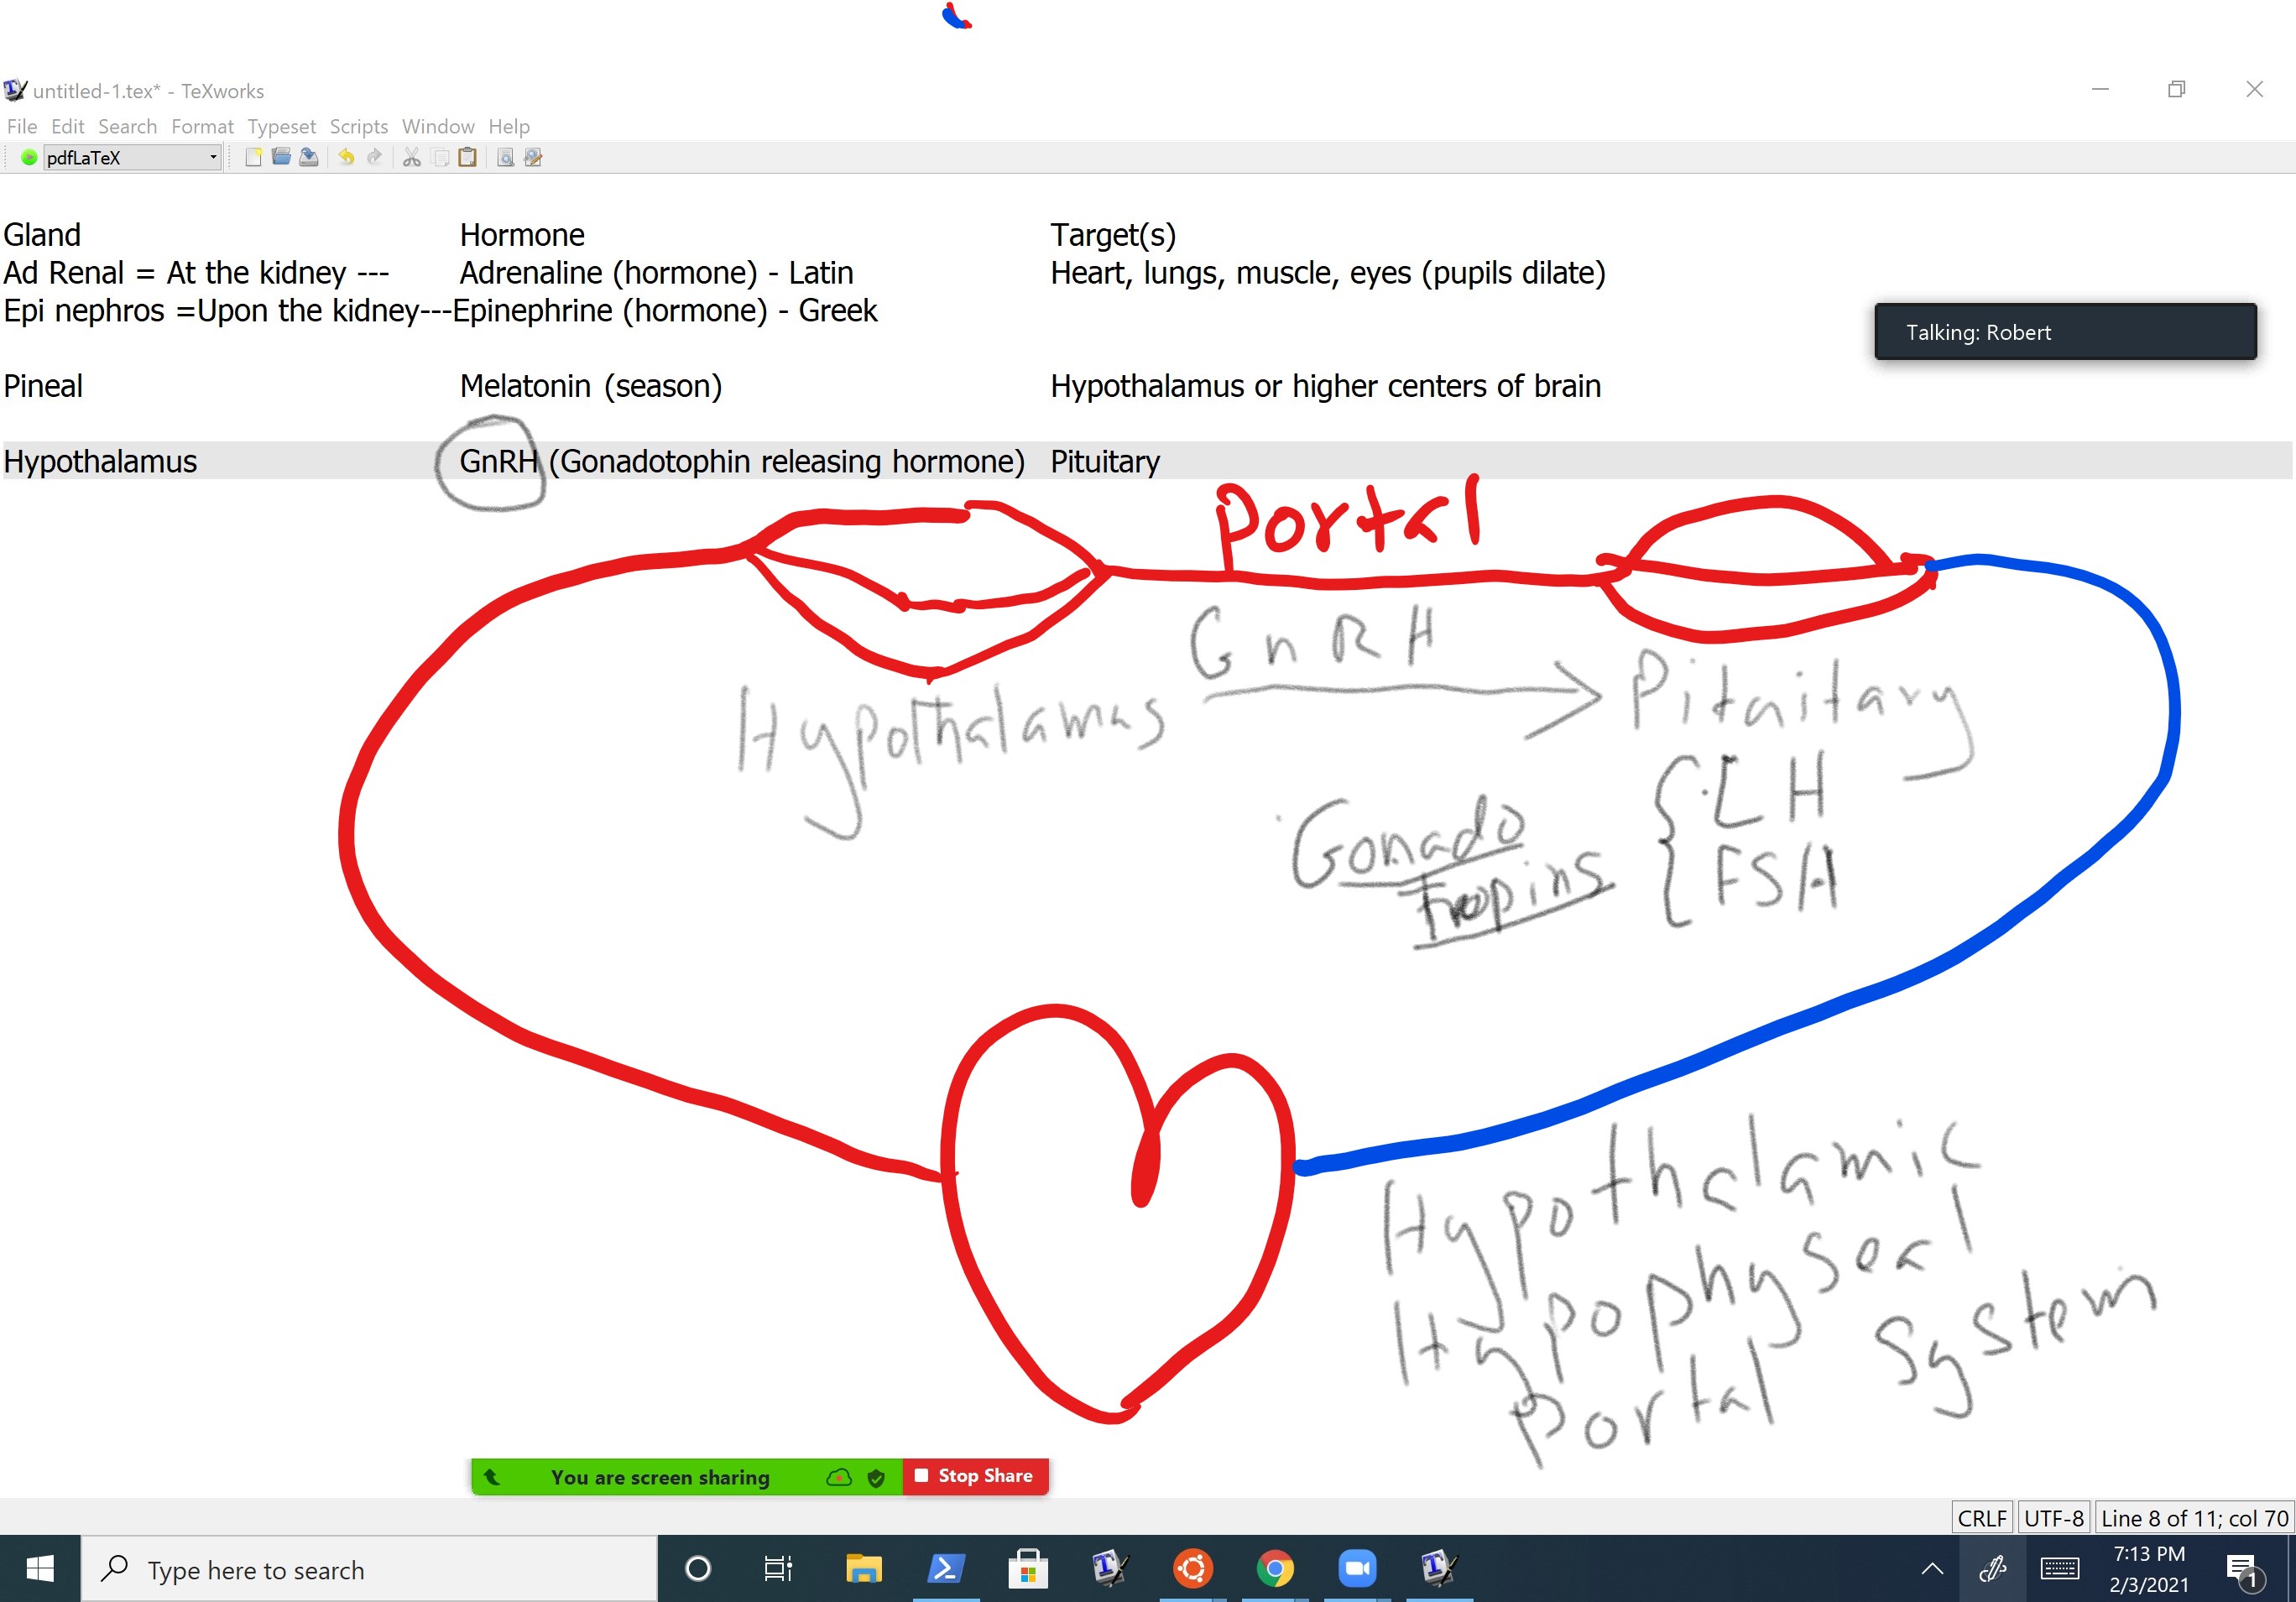 untitled-1.tex* - TeXworks
File Edit Search Format Typeset Scripts Window Help
pdfLaTeX
Gland Hormone Target(s)
Ad Renal = At the kidney --- Adrenaline (hormone) - Latin Heart, lungs, muscle, eyes (pupils dilate)
Epi nephros =Upon the kidney---Epinephrine (hormone) - Greek
Talking: Robert
Pineal Melatonin (season) Hypothalamus or higher centers of brain
Hypothalamus GnRH (Gonadotophin releasing hormone) Pituitary
Portal
GnRH
Hypothalamus
Pituitary
LH
Gonado
tropins
FSH
Hypothalamic
Hypophyseal
Portal System
You are screen sharing Stop Share
CRLF UTF-8 Line 8 of 11; col 70
Type here to search
7:13 PM
2/3/2021
1